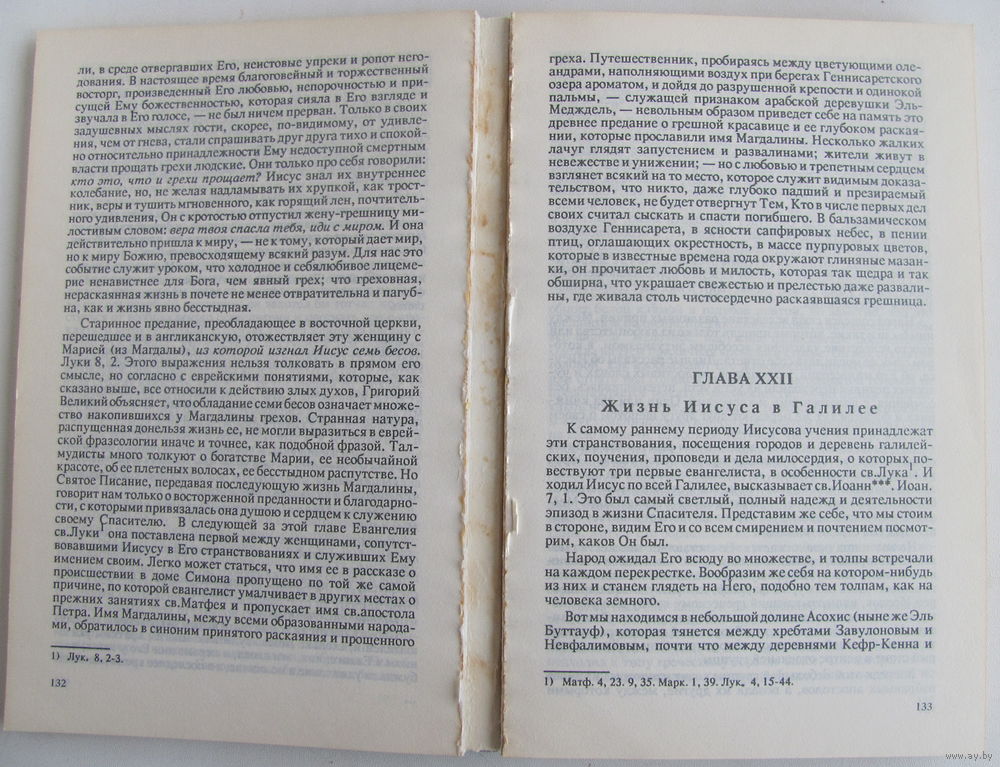 ли, в среде отвергавших Его, неистовые упреки и ропот него-
дования. В настоящее время благоговейный и торжественный
восторг, произведенный Его любовью, непорочностью и при-
сущей Ему божественностью, которая сияла в Его взгляде и
звучала в Его голосе, — не был ничем прерван. Только в своих
задушевных мыслях гости, скорее, по-видимому, от удивле-
ния, чем от гнева, стали спрашивать друг друга тихо и спокой-
но относительно принадлежности Ему недоступной смертным
власти прощать грехи людские. Они только про себя говорили:
кто это, что и грехи прощает? Иисус знал их внутреннее
колебание, но, не желая надламывать их хрупкой, как трост-
ник, веры и тушить мгновенного, как горящий лен, почтитель-
ного удивления, Он с кротостью отпустил жену-грешницу ми-
лостивым словом: вера твоя спасла тебя, иди с миром. И она
действительно пришла к миру, — не к тому, который дает мир,
но к миру Божию, превосходящему всякий разум. Для нас это
событие служит уроком, что холодное и себялюбивое лицеме-
рие ненавистнее для Бога, чем явный грех; что греховная,
нераскаянная жизнь в почете не менее отвратительна и пагуб-
на, как и жизнь явно бесстыдная.
Старинное предание, преобладающее в восточной церкви,
перешедшее и в англиканскую, отожествляет эту женщину с
Марией (из Магдалы), из которой изгнал Иисус семь бесов.
Луки 8, 2. Этого выражения нельзя толковать в прямом его
смысле, но согласно с еврейскими понятиями, которые, как
сказано выше, все относили к действию злых духов, Григорий
Великий объясняет, что обладание семи бесов означает множе-
ство накопившихся у Магдалины грехов. Странная натура,
распущенная донельзя жизнь ее, не могли выразиться в еврей-
ской фразеологии иначе и точнее, как подобной фразой. Тал-
мудисты много толкуют о богатстве Марии, ее необычайной
красоте, об ее плетеных волосах, ее бесстыдном распутстве. Но
Святое Писание, передавая последующую жизнь Магдалины,
говорит нам только о восторженной преданности и благодарно-
сти, с которыми привязалась она душою и сердцем к служению
своему Спасителю. В следующей за этой главе Евангелия
св.Луки1 она поставлена первой между женщинами, сопутст-
вовавшими Иисусу в Его странствованиях и служивших Ему
имением своим. Легко может статься, что имя ее в рассказе о
происшествии в доме Симона пропущено по той же самой
причине, по которой евангелист умалчивает в других местах о
прежних занятиях св.Матфея и пропускает имя св.апостола
Петра. Имя Магдалины, между всеми образованными народа-
ми, обратилось в синоним принятого раскаяния и прощенного
1) Лук. 8, 2-3.
132
греха. Путешественник, пробираясь между цветующими оле-
андрами, наполняющими воздух при берегах Геннисаретского
озера ароматом, и дойдя до разрушенной крепости и одинокой
пальмы, — служащей признаком арабской деревушки Эль-
Медждель, — невольным образом приведет себе на память это
древнее предание о грешной красавице и ее глубоком раская-
нии, которые прославили имя Магдалины. Несколько жалких
лачуг глядят запустением и развалинами; жители живут в
невежестве и унижении; — но с любовью и трепетным сердцем
взглянет всякий на то место, которое служит видимым доказа-
тельством, что никто, даже глубоко падший и презираемый
всеми человек, не будет отвергнут Тем, Кто в числе первых дел
своих считал сыскать и спасти погибшего. В бальзамическом
воздухе Геннисарета, в ясности сапфировых небес, в пении
птиц, оглашающих окрестность, в массе пурпуровых цветов,
которые в известные времена года окружают глиняные мазан-
ки, он прочитает любовь и милость, которая так щедра и так
обширна, что украшает свежестью и прелестью даже развали-
ны, где живала столь чистосердечно раскаявшаяся грешница.
ГЛАВА XXII
Жизнь Иисуса в Галилее
К самому раннему периоду Иисусова учения принадлежат
эти странствования, посещения городов и деревень галилей-
ских, поучения, проповеди и дела милосердия, о которых по-
вествуют три первые евангелиста, в особенности св.Лука1. И
ходил Иисус по всей Галилее, высказывает св.Иоанн***. Иоан.
7, 1. Это был самый светлый, полный надежд и деятельности
эпизод в жизни Спасителя. Представим же себе, что мы стоим
в стороне, видим Его и со всем смирением и почтением посмот-
рим, каков Он был.
Народ ожидал Его всюду во множестве, и толпы встречали
на каждом перекрестке. Вообразим же себя на котором-нибудь
из них и станем глядеть на Него, подобно тем толпам, как на
человека земного.
Вот мы находимся в небольшой долине Асохис (ныне же Эль
Буттауф), которая тянется между хребтами Завулоновым и
Невфалимовым, почти что между деревнями Кефр-Кенна и
1) Матф. 4, 23. 9, 35. Марк. 1, 39. Лук. 4, 15-44.
133
www.ay.by